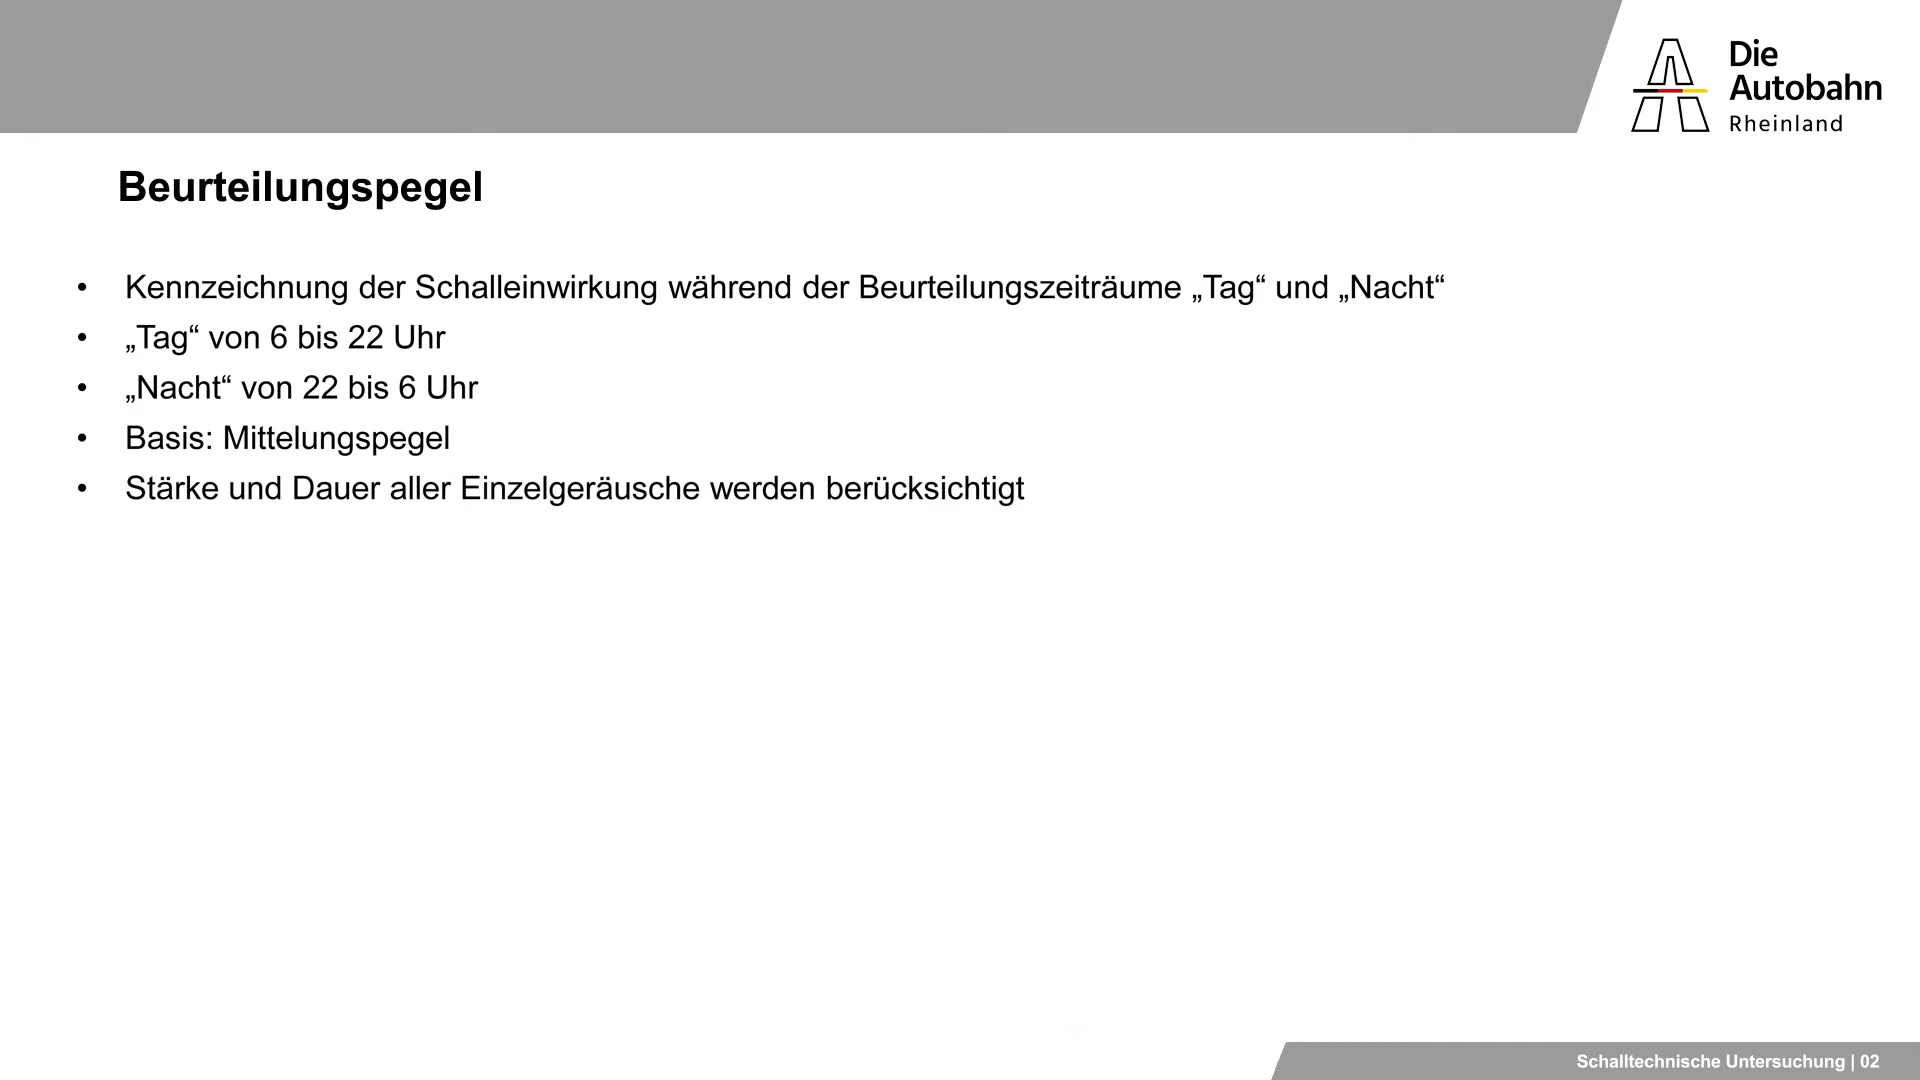 Die
Autobahn
Rheinland
Beurteilungspegel
• Kennzeichnung der Schalleinwirkung während der Beurteilungszeiträume „Tag“ und „Nacht“
• „Tag“ von 6 bis 22 Uhr
• „Nacht“ von 22 bis 6 Uhr
• Basis: Mittelungspegel
• Stärke und Dauer aller Einzelgeräusche werden berücksichtigt
Schalltechnische Untersuchung | 02